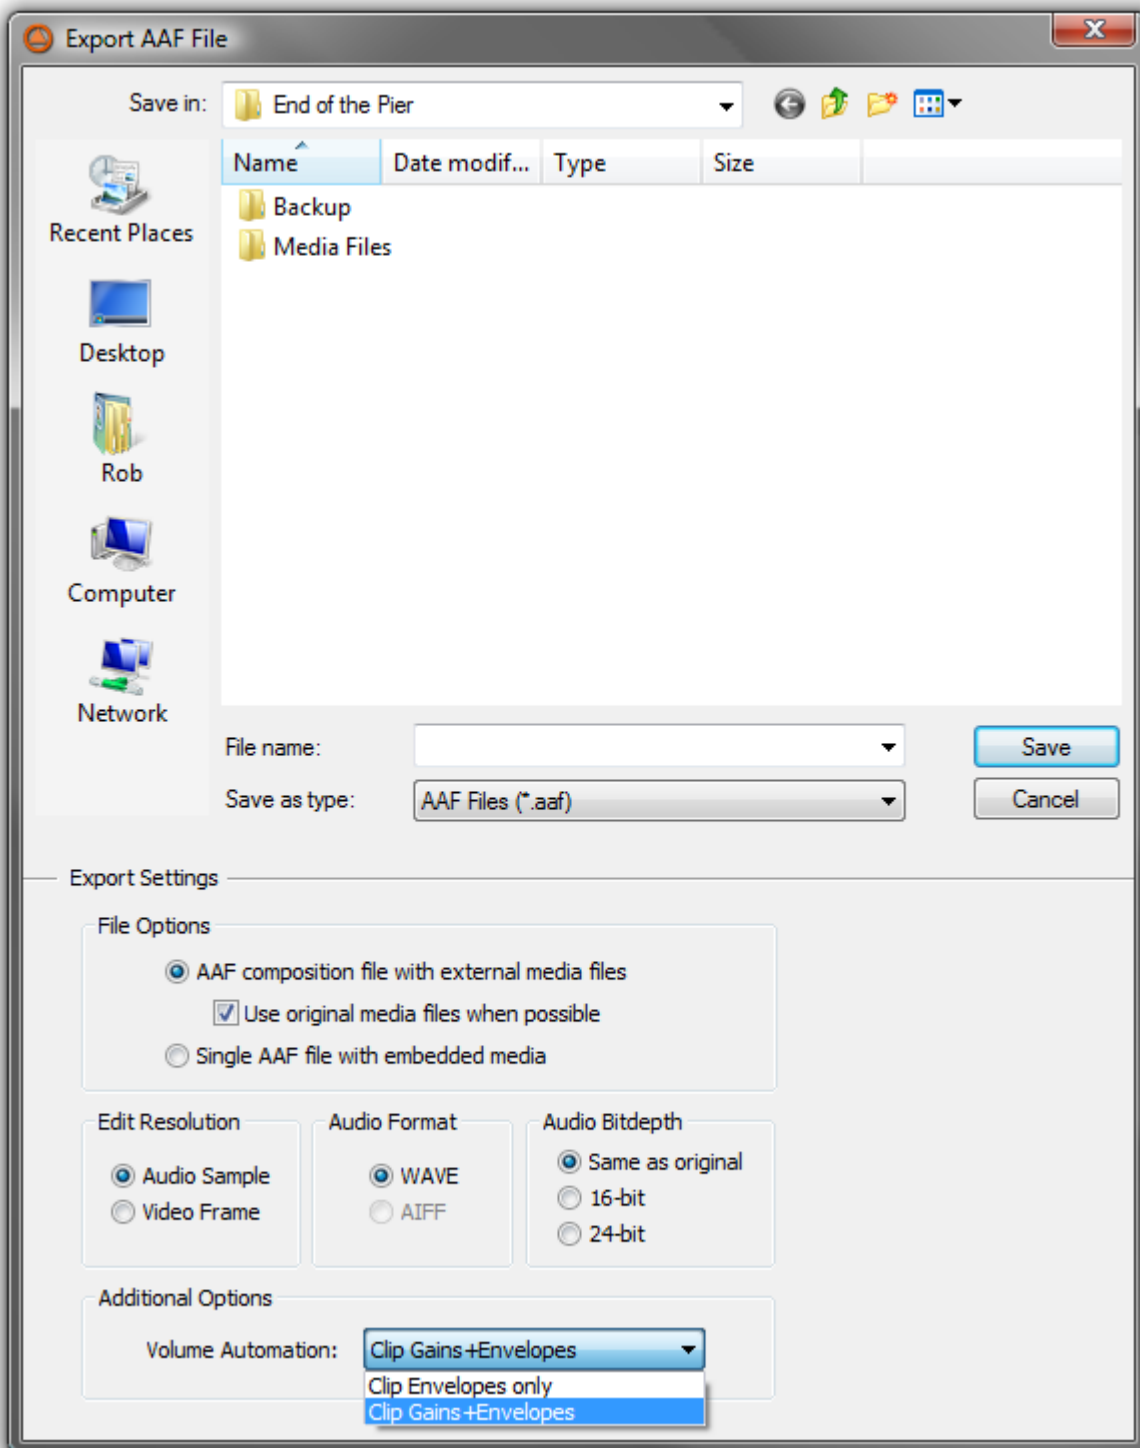 Export AAF File
X
Save in: End of the Pier
Name Date modif... Type Size
Backup
Media Files
Recent Places
Desktop
Rob
Computer
Network
File name: Save
Save as type: AAF Files (*.aaf) Cancel
Export Settings
File Options
AAF composition file with external media files
Use original media files when possible
Single AAF file with embedded media
Edit Resolution Audio Format Audio Bitdepth
Audio Sample WAVE Same as original
Video Frame AIFF 16-bit
24-bit
Additional Options
Volume Automation: Clip Gains+Envelopes
Clip Envelopes only
Clip Gains+Envelopes